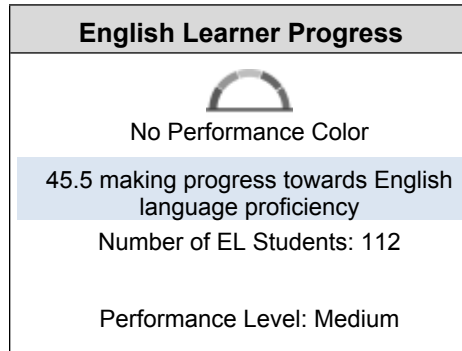 English Learner Progress
No Performance Color
45.5 making progress towards English
language proficiency
Number of EL Students: 112
Performance Level: Medium